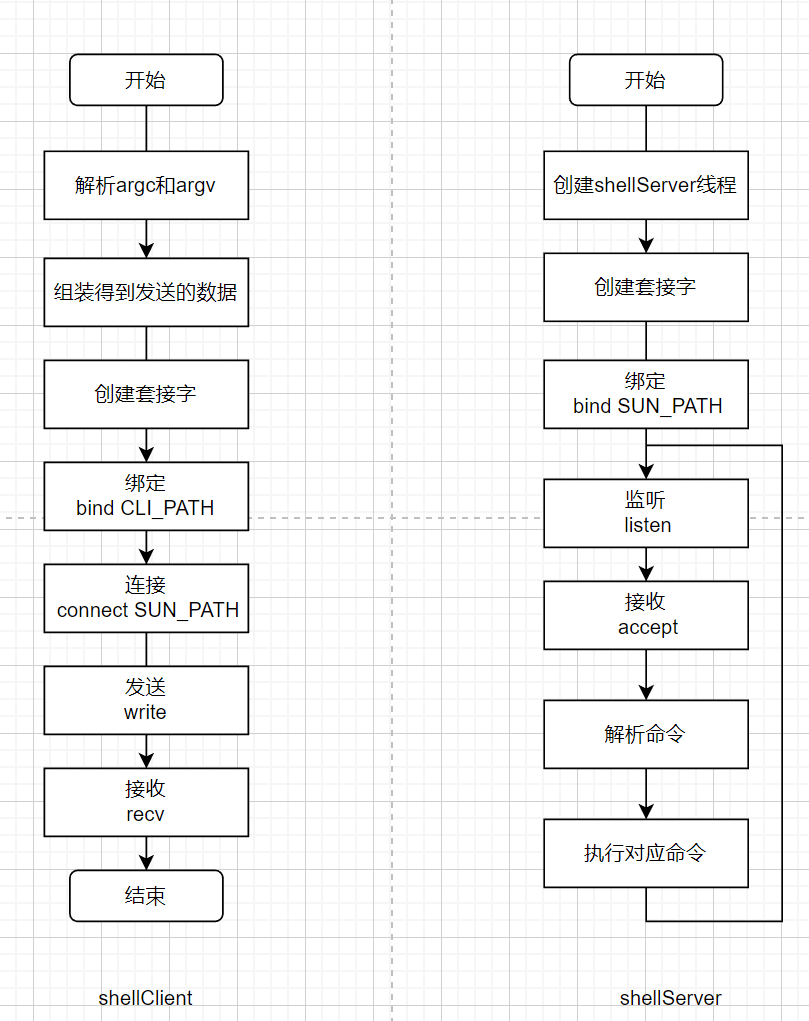 开始
解析argc和argv
组装得到发送的数据
创建套接字
绑定
bind CLI_PATH
连接
connect SUN_PATH
发送
write
接收
recv
结束
shellClient
开始
创建shellServer线程
创建套接字
绑定
bind SUN_PATH
监听
listen
接收
accept
解析命令
执行对应命令
shellServer